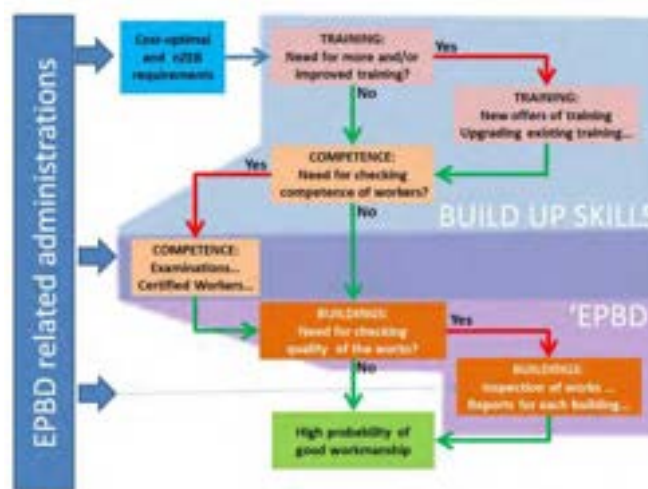 EPBD related administrations
Cost-optimal
and nZEB
requirements
TRAINING:
Need for more and/or
improved training?
Yes
No
TRAINING:
New offers of training
Upgrading existing training...
COMPETENCE:
Need for checking
competence of workers?
Yes
No
BUILD UP SKILLS
COMPETENCE:
Examinations...
Certified Workers...
BUILDINGS:
Need for checking
quality of the works?
Yes
No
'EPBD
BUILDINGS:
Inspection of works ...
Reports for each building...
High probability of
good workmanship